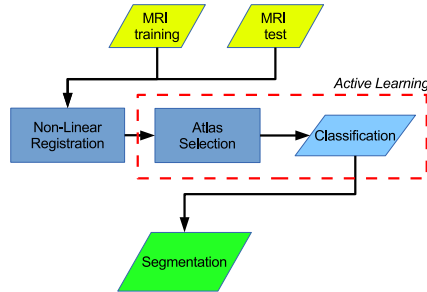 MRI
training
MRI
test
Active Learning
Non-Linear
Registration
Atlas
Selection
Classification
Segmentation